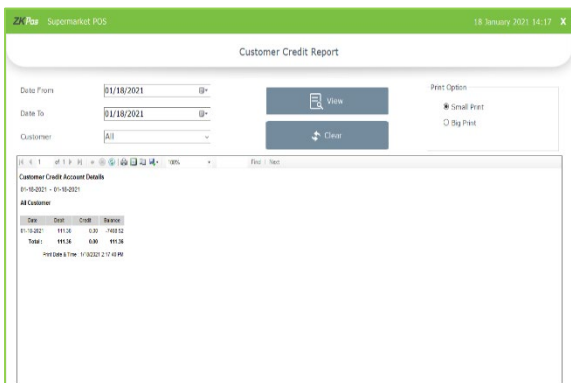 ZKPos Supermarket POS 18 January 2021 14:17 X
Customer Credit Report
Date From 01/18/2021
Date To 01/18/2021
Customer All
View
Clear
Print Option
Small Print
Big Print
1 of 1 100% Find | Next
Customer Credit Account Details
01-18-2021 - 01-18-2021
All Customer
Date Debit Credit Balance
01-18-2021 111.36 0.00
Total : 111.36 0.00 111.36
Print Date & Time : 1/18/2021 2:17:40 PM